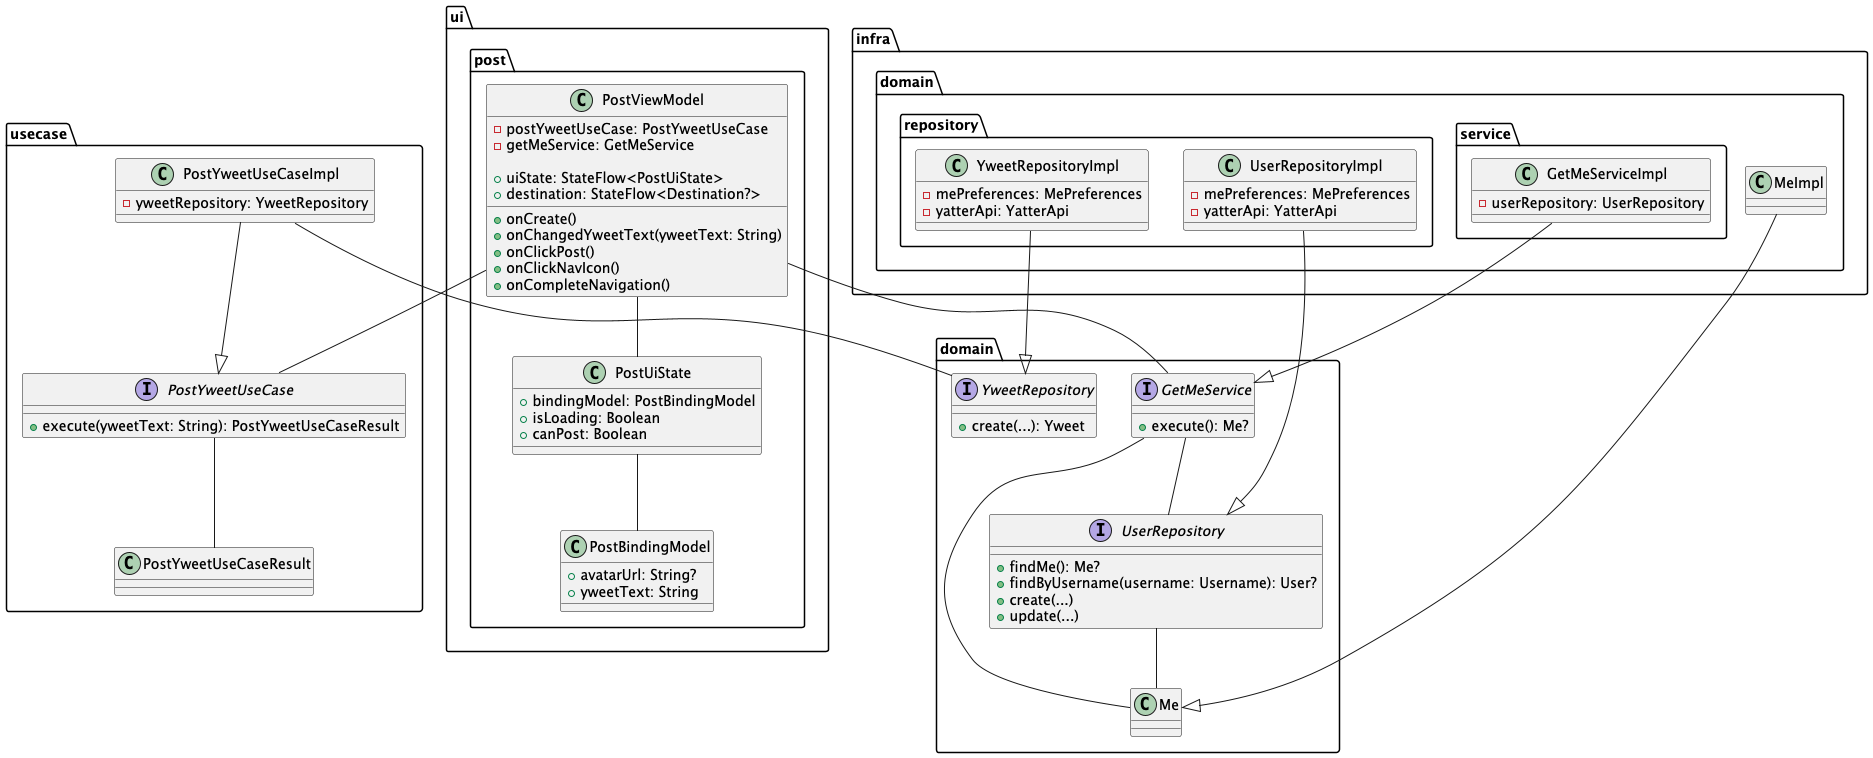 usecase
C PostYweetUseCaseImpl
yweetRepository: YweetRepository
I PostYweetUseCase
execute(yweetText: String): PostYweetUseCaseResult
C PostYweetUseCaseResult
ui
post
C PostViewModel
postYweetUseCase: PostYweetUseCase
getMeService: GetMeService
uiState: StateFlow<PostUiState>
destination: StateFlow<Destination?>
onCreate()
onChangedYweetText(yweetText: String)
onClickPost()
onClickNavIcon()
onCompleteNavigation()
C PostUiState
bindingModel: PostBindingModel
isLoading: Boolean
canPost: Boolean
C PostBindingModel
avatarUrl: String?
yweetText: String
infra
domain
repository
C YweetRepositoryImpl
mePreferences: MePreferences
yatterApi: YatterApi
C UserRepositoryImpl
mePreferences: MePreferences
yatterApi: YatterApi
service
C GetMeServiceImpl
userRepository: UserRepository
C MeImpl
domain
I YweetRepository
create(...): Yweet
I GetMeService
execute(): Me?
I UserRepository
findMe(): Me?
findByUsername(username: Username): User?
create(...)
update(...)
C Me